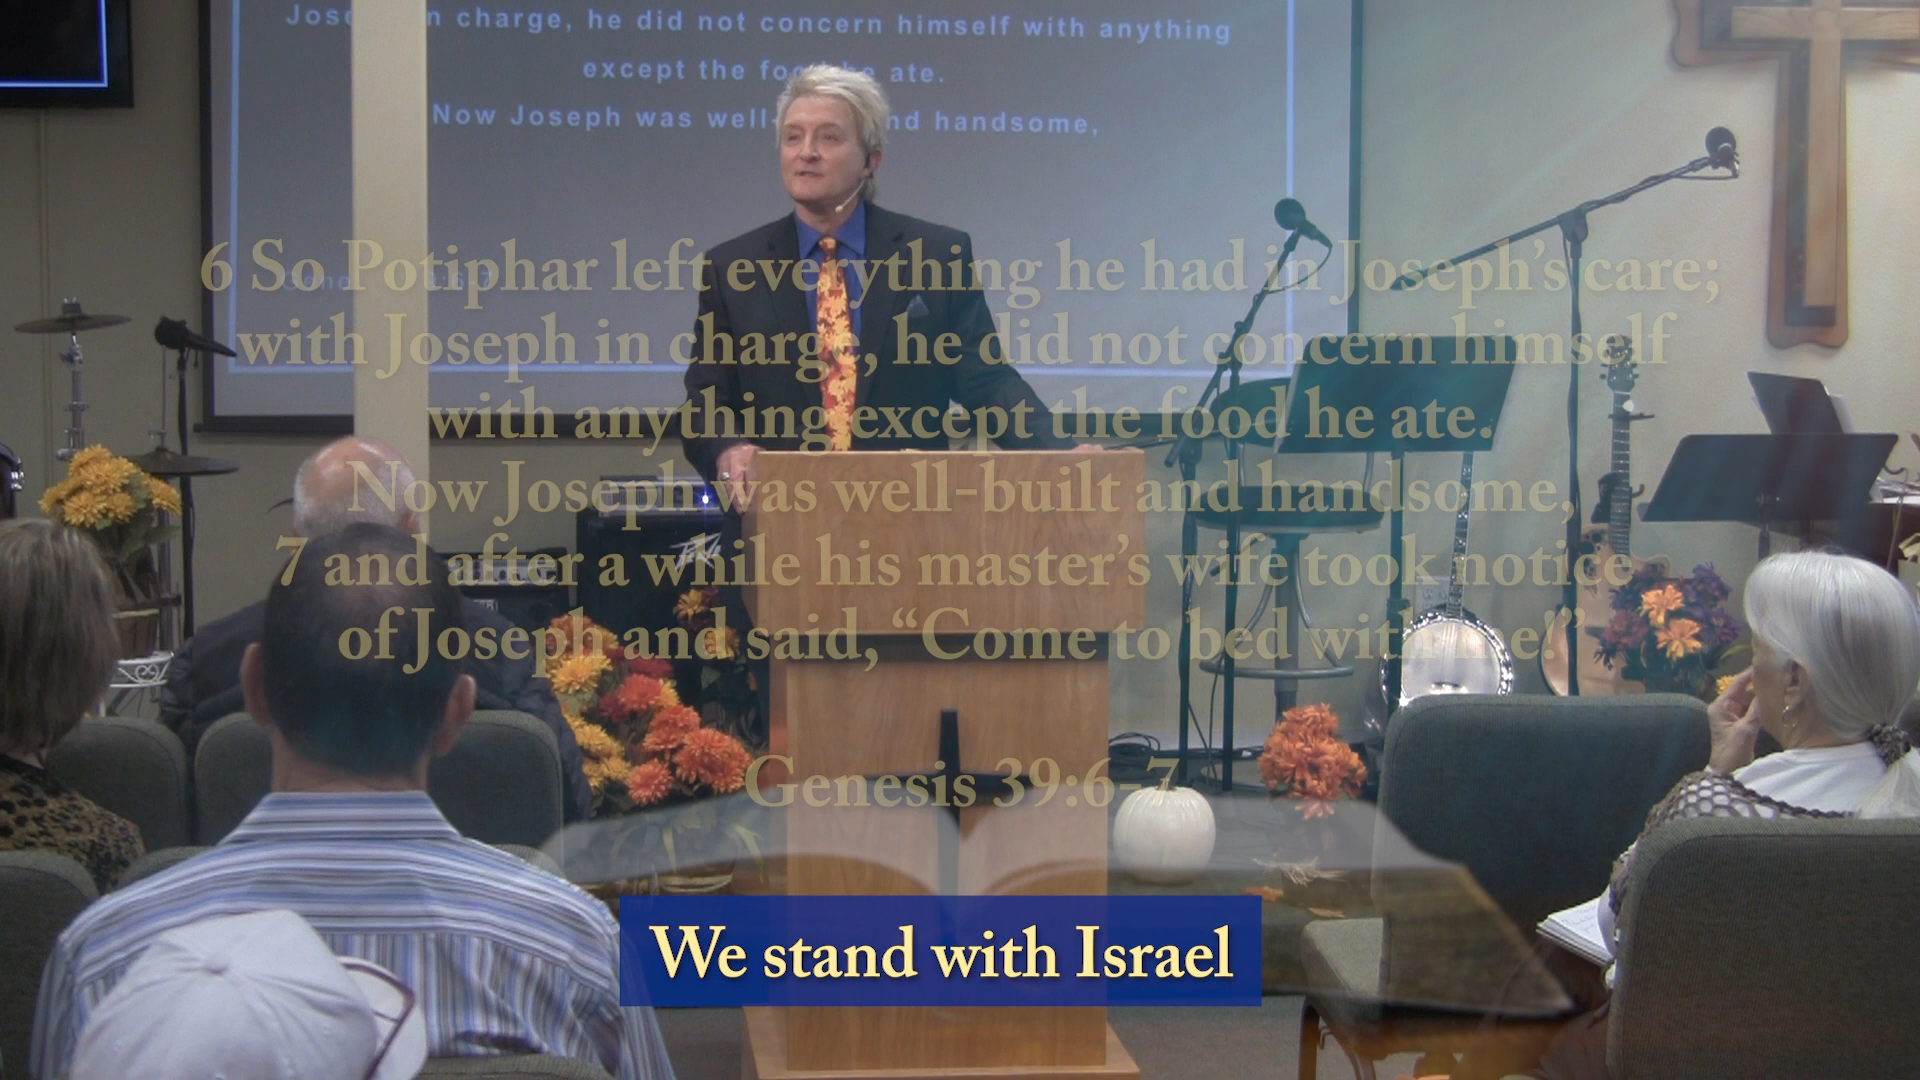 in charge, he did not concern himself with anything
except the food he ate.
Now Joseph was well- and handsome,
6 So Potiphar left everything he had in Joseph's care;
with Joseph in charge, he did not concern himself
with anything except the food he ate.
Now Joseph was well-built and handsome,
7 and after a while his master's wife took notice
of Joseph and said, “Come to bed with me!”
Genesis 39:6-7
We stand with Israel
PEAVEY